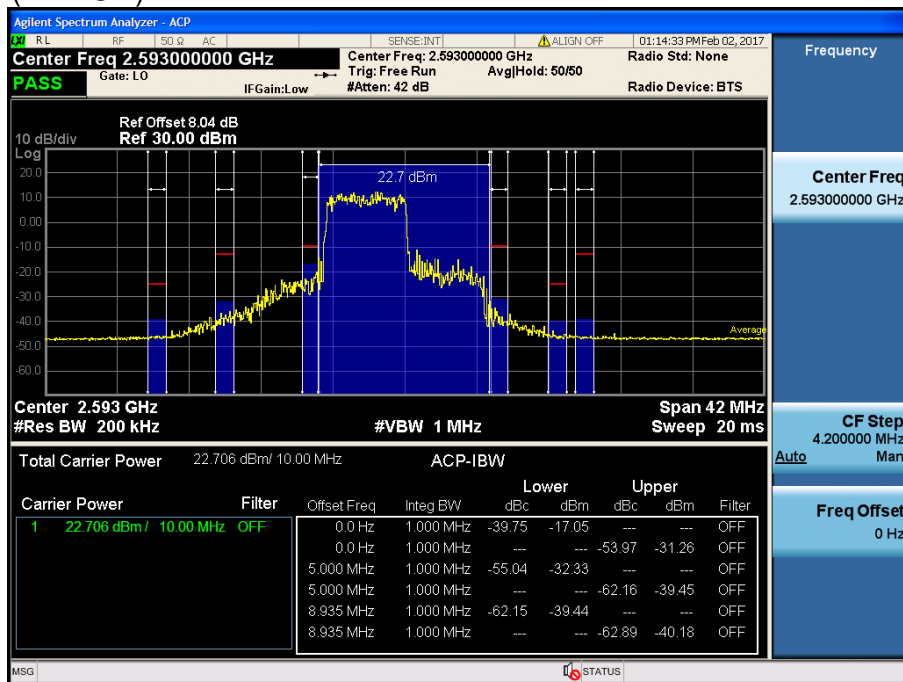 Agilent Spectrum Analyzer - ACP
LXI RL RF 50 Ω AC SENSE:INT ALIGN OFF 01:14:33 PM Feb 02, 2017
Center Freq 2.593000000 GHz
Center Freq: 2.593000000 GHz Radio Std: None
PASS Gate: LO Trig: Free Run Avg|Hold: 50/50
IFGain:Low #Atten: 42 dB Radio Device: BTS
Ref Offset 8.04 dB
10 dB/div Ref 30.00 dBm
Log
22.7 dBm
20.0
10.0
0.00
-10.0
-20.0
-30.0
-40.0
Average
-50.0
-60.0
Center 2.593 GHz Span 42 MHz
#Res BW 200 kHz #VBW 1 MHz Sweep 20 ms
Total Carrier Power 22.706 dBm/ 10.00 MHz ACP-IBW
Lower Upper
Carrier Power Filter Offset Freq Integ BW dBc dBm dBc dBm Filter
1 22.706 dBm / 10.00 MHz OFF 0.0 Hz 1.000 MHz -39.75 -17.05 --- --- OFF
0.0 Hz 1.000 MHz --- --- -53.97 -31.26 OFF
5.000 MHz 1.000 MHz -55.04 -32.33 --- --- OFF
5.000 MHz 1.000 MHz --- --- -62.16 -39.45 OFF
8.935 MHz 1.000 MHz -62.15 -39.44 --- --- OFF
8.935 MHz 1.000 MHz --- --- -62.89 -40.18 OFF
MSG STATUS
Frequency
Center Freq
2.593000000 GHz
CF Step
4.200000 MHz
Auto Man
Freq Offset
0 Hz